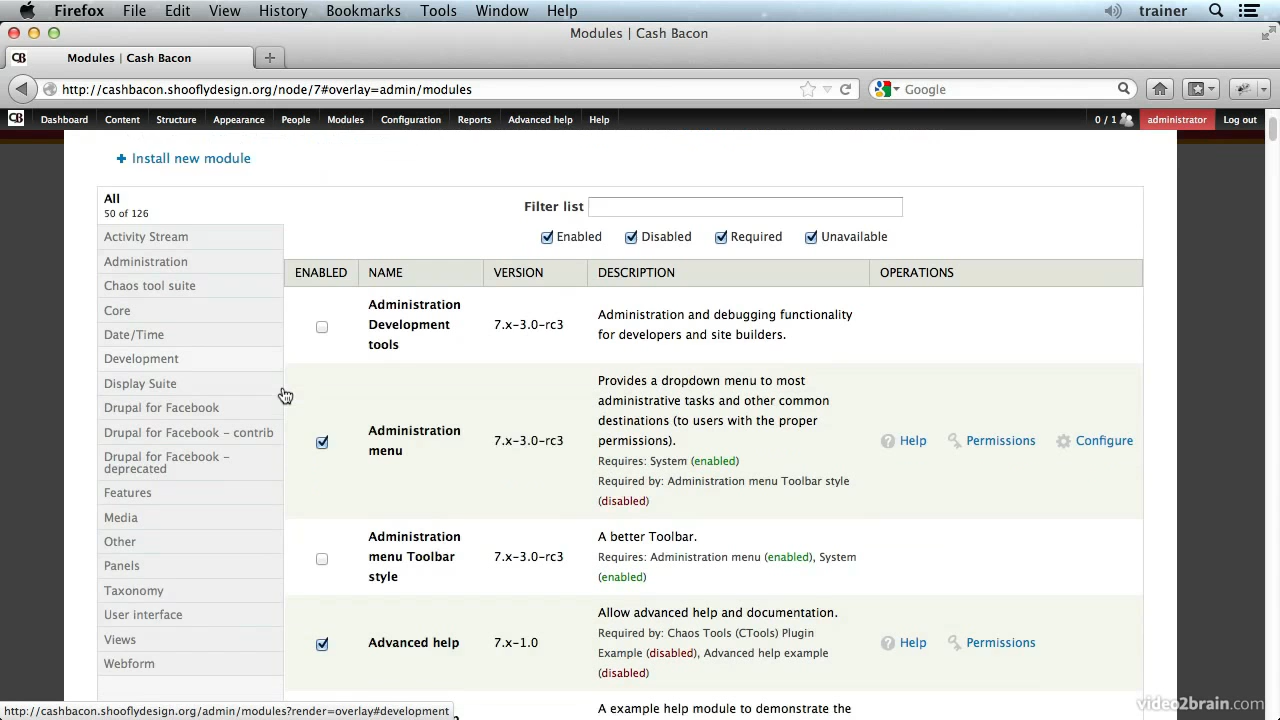 Firefox File Edit View History Bookmarks Tools Window Help trainer
Modules | Cash Bacon
CB Modules | Cash Bacon
http://cashbacon.shooflydesign.org/node/7#overlay=admin/modules Google
CB Dashboard Content Structure Appearance People Modules Configuration Reports Advanced help Help 0 / 1 administrator Log out
Install new module
All
50 of 126
Filter list
Enabled Disabled Required Unavailable
Activity Stream
Administration
Chaos tool suite
Core
Date/Time
Development
Display Suite
Drupal for Facebook
Drupal for Facebook – contrib
Drupal for Facebook –
deprecated
Features
Media
Other
Panels
Taxonomy
User interface
Views
Webform
ENABLED NAME VERSION DESCRIPTION OPERATIONS
Administration
Development
tools
7.x-3.0-rc3
Administration and debugging functionality
for developers and site builders.
Administration
menu
7.x-3.0-rc3
Provides a dropdown menu to most
administrative tasks and other common
destinations (to users with the proper
permissions).
Requires: System (enabled)
Required by: Administration menu Toolbar style
(disabled)
Help Permissions Configure
Administration
menu Toolbar
style
7.x-3.0-rc3
A better Toolbar.
Requires: Administration menu (enabled), System
(enabled)
Advanced help
7.x-1.0
Allow advanced help and documentation.
Required by: Chaos Tools (CTools) Plugin
Example (disabled), Advanced help example
(disabled)
Help Permissions
A example help module to demonstrate the
http://cashbacon.shooflydesign.org/admin/modules?render=overlay#development
video2brain.com